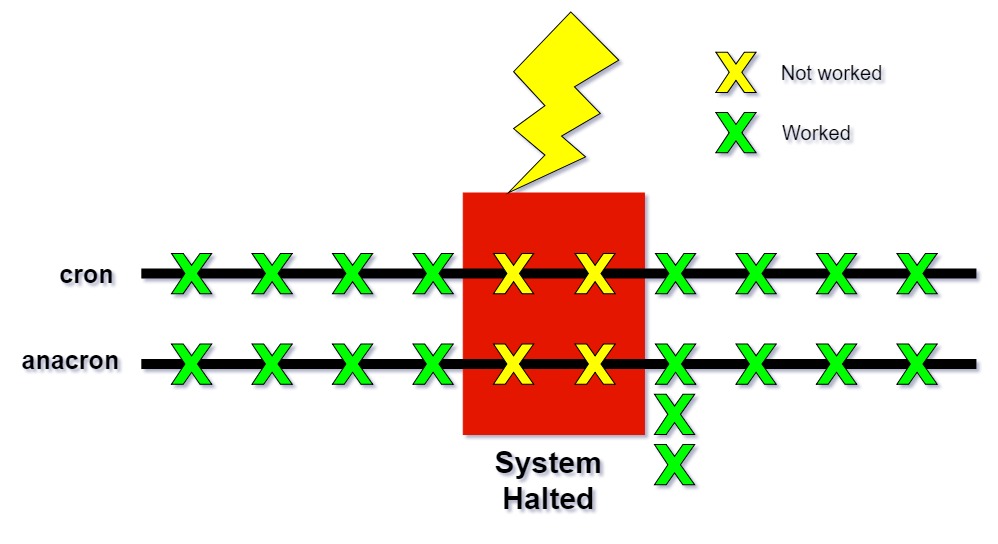 Not worked
Worked
cron
anacron
System
Halted